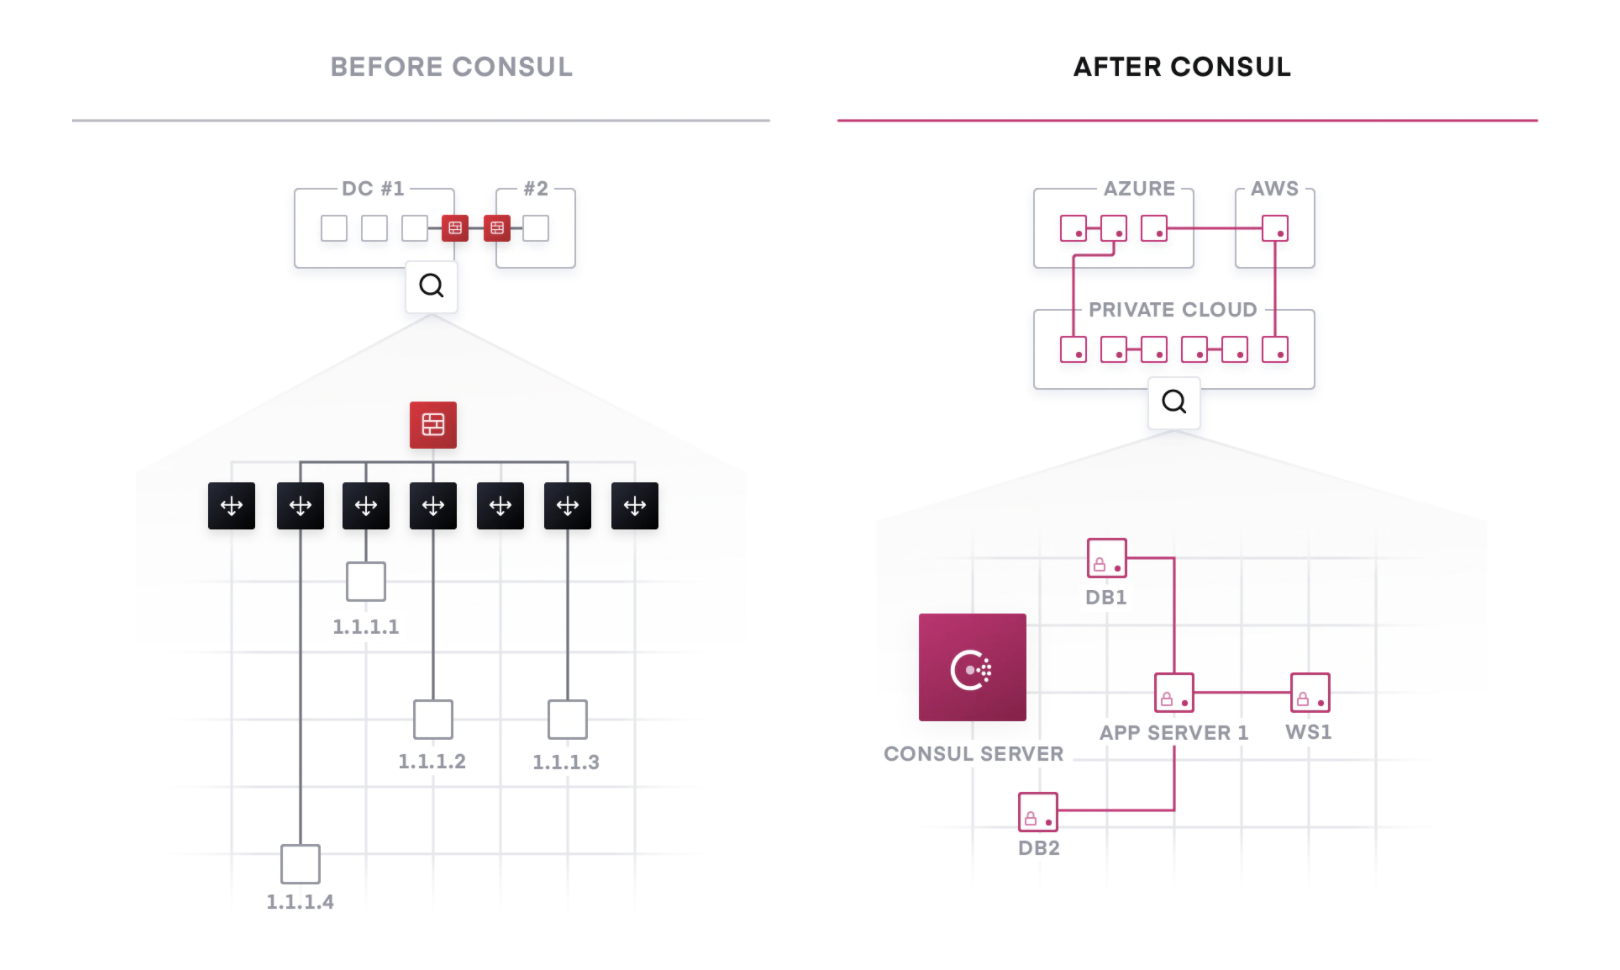 BEFORE CONSUL
DC #1
#2
1.1.1.1
1.1.1.2
1.1.1.3
1.1.1.4
AFTER CONSUL
AZURE
AWS
PRIVATE CLOUD
DB1
APP SERVER 1
WS1
CONSUL SERVER
DB2